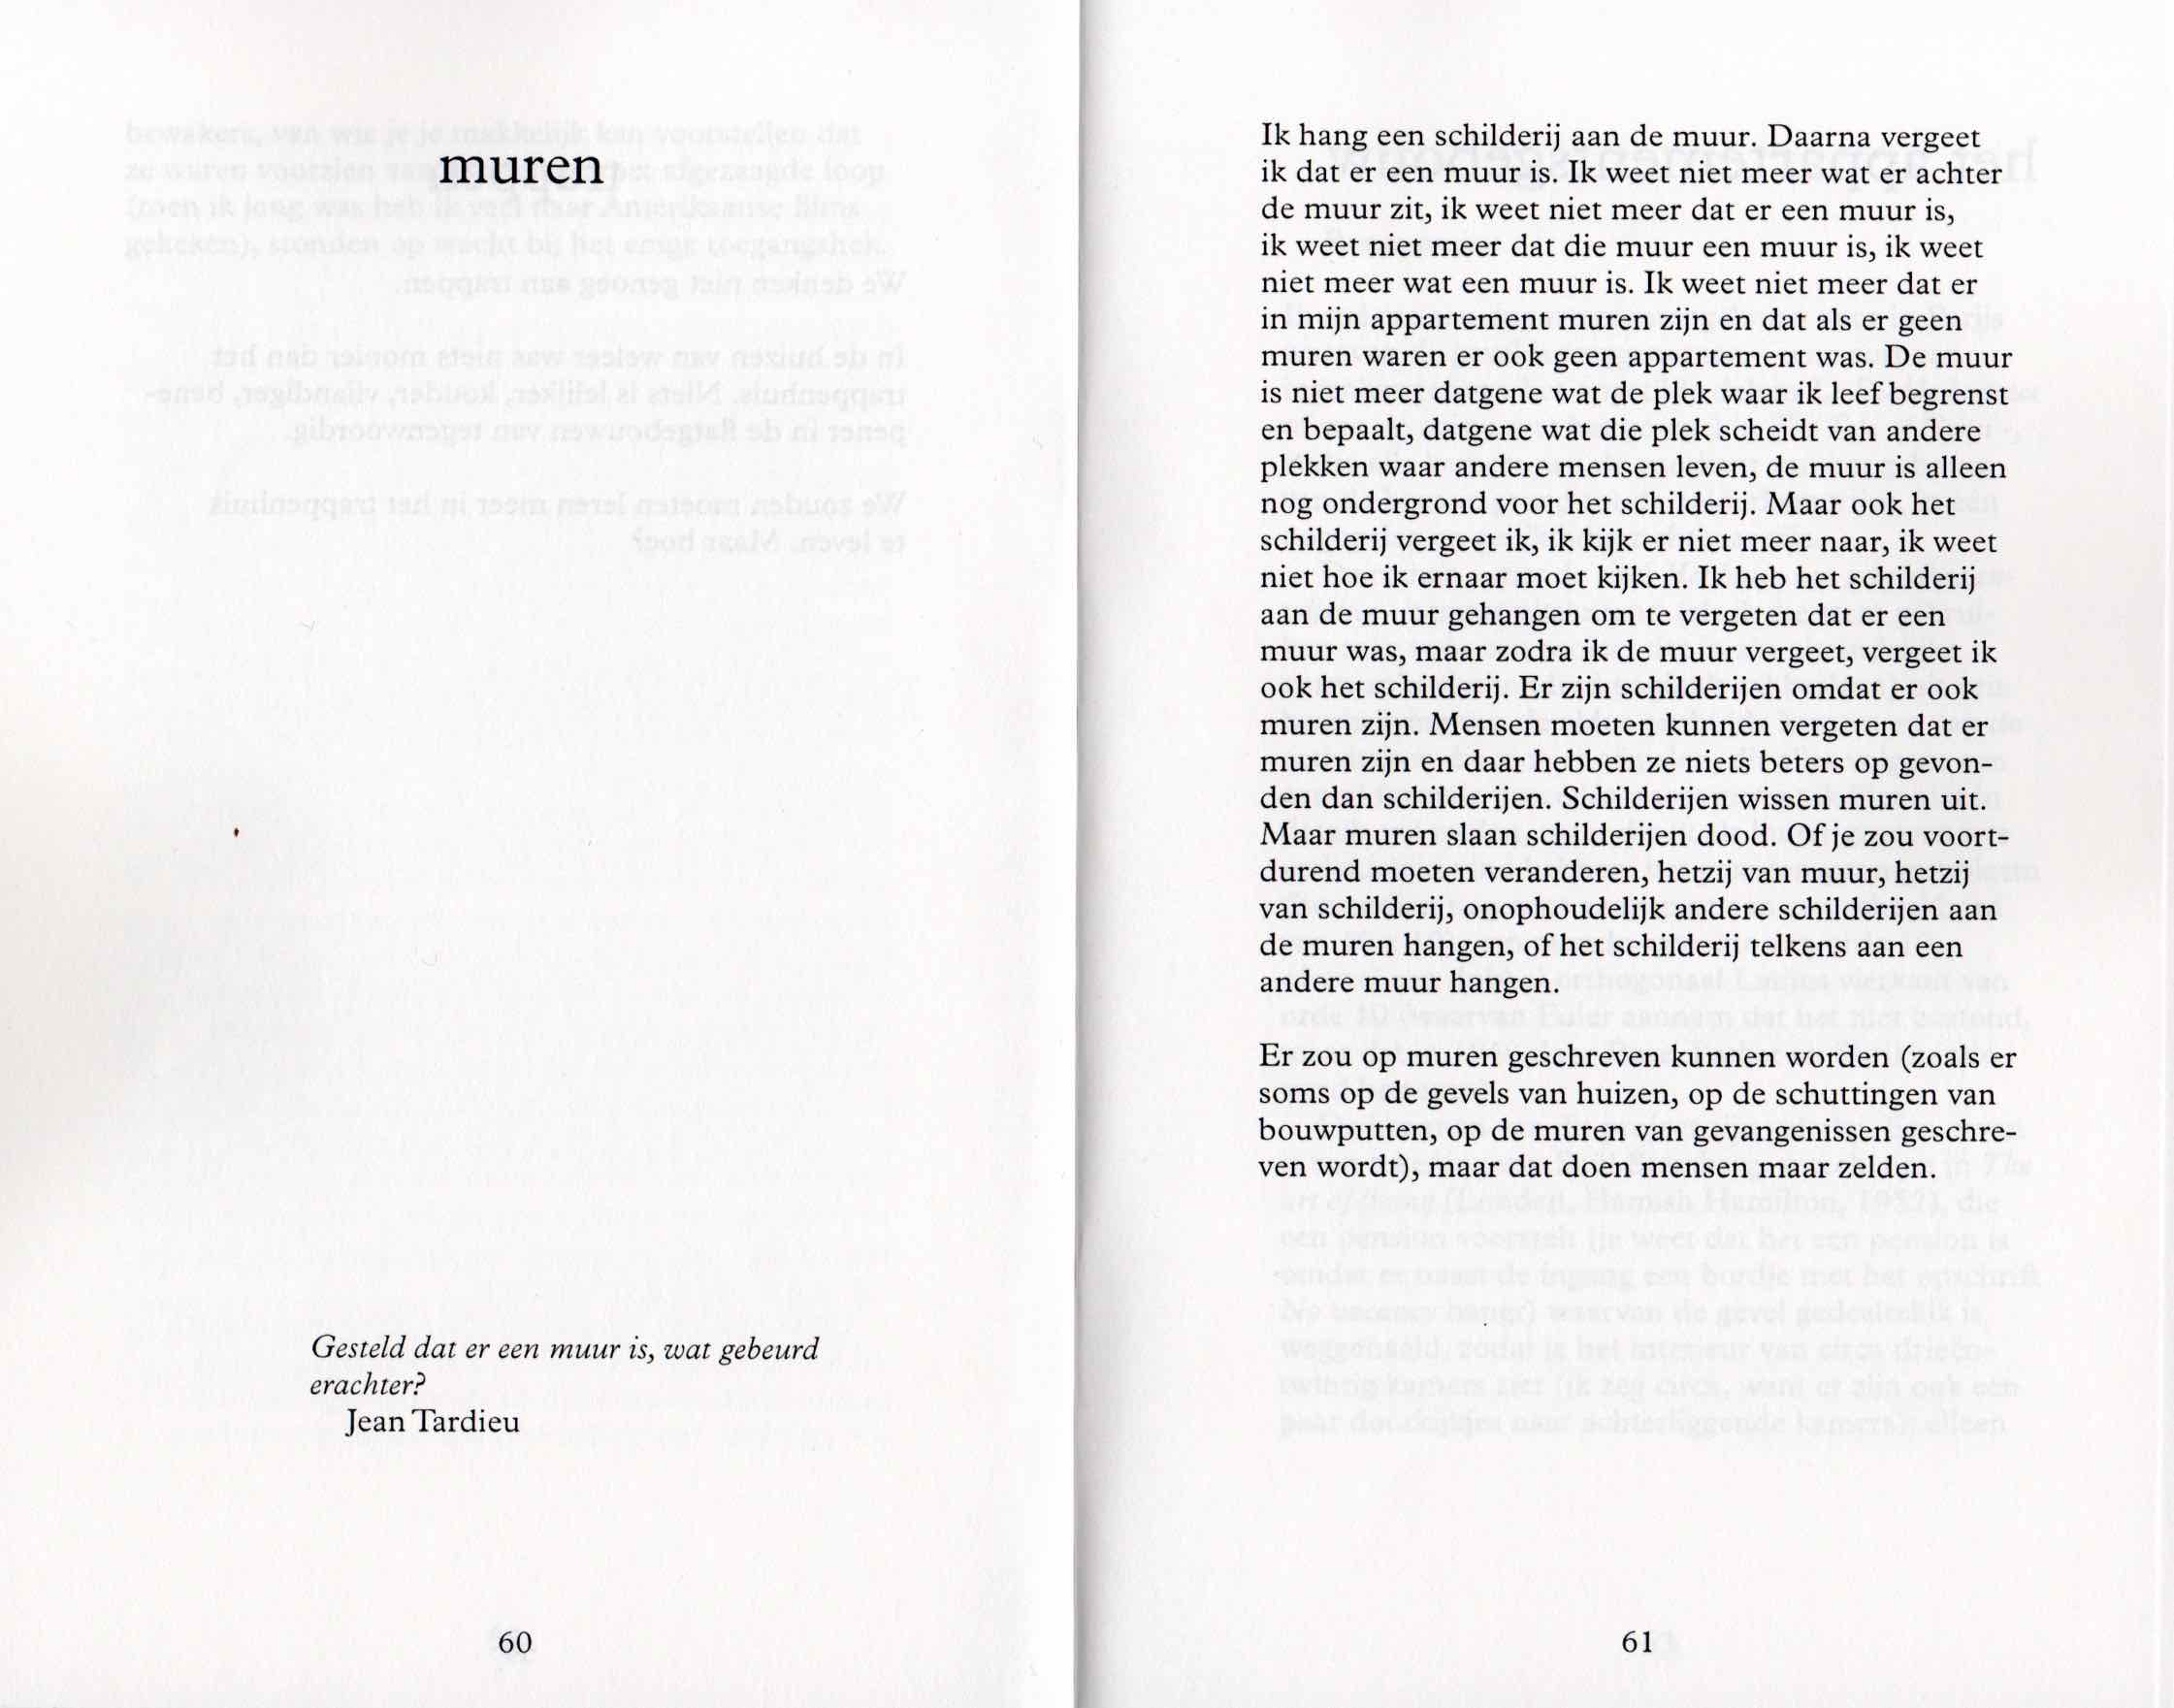 muren
Gesteld dat er een muur is, wat gebeurd
erachter?
Jean Tardieu
60
Ik hang een schilderij aan de muur. Daarna vergeet
ik dat er een muur is. Ik weet niet meer wat er achter
de muur zit, ik weet niet meer dat er een muur is,
ik weet niet meer dat die muur een muur is, ik weet
niet meer wat een muur is. Ik weet niet meer dat er
in mijn appartement muren zijn en dat als er geen
muren waren er ook geen appartement was. De muur
is niet meer datgene wat de plek waar ik leef begrenst
en bepaalt, datgene wat die plek scheidt van andere
plekken waar andere mensen leven, de muur is alleen
nog ondergrond voor het schilderij. Maar ook het
schilderij vergeet ik, ik kijk er niet meer naar, ik weet
niet hoe ik ernaar moet kijken. Ik heb het schilderij
aan de muur gehangen om te vergeten dat er een
muur was, maar zodra ik de muur vergeet, vergeet ik
ook het schilderij. Er zijn schilderijen omdat er ook
muren zijn. Mensen moeten kunnen vergeten dat er
muren zijn en daar hebben ze niets beters op gevon-
den dan schilderijen. Schilderijen wissen muren uit.
Maar muren slaan schilderijen dood. Of je zou voort-
durend moeten veranderen, hetzij van muur, hetzij
van schilderij, onophoudelijk andere schilderijen aan
de muren hangen, of het schilderij telkens aan een
andere muur hangen.
Er zou op muren geschreven kunnen worden (zoals er
soms op de gevels van huizen, op de schuttingen van
bouwputten, op de muren van gevangenissen geschre-
ven wordt), maar dat doen mensen maar zelden.
61